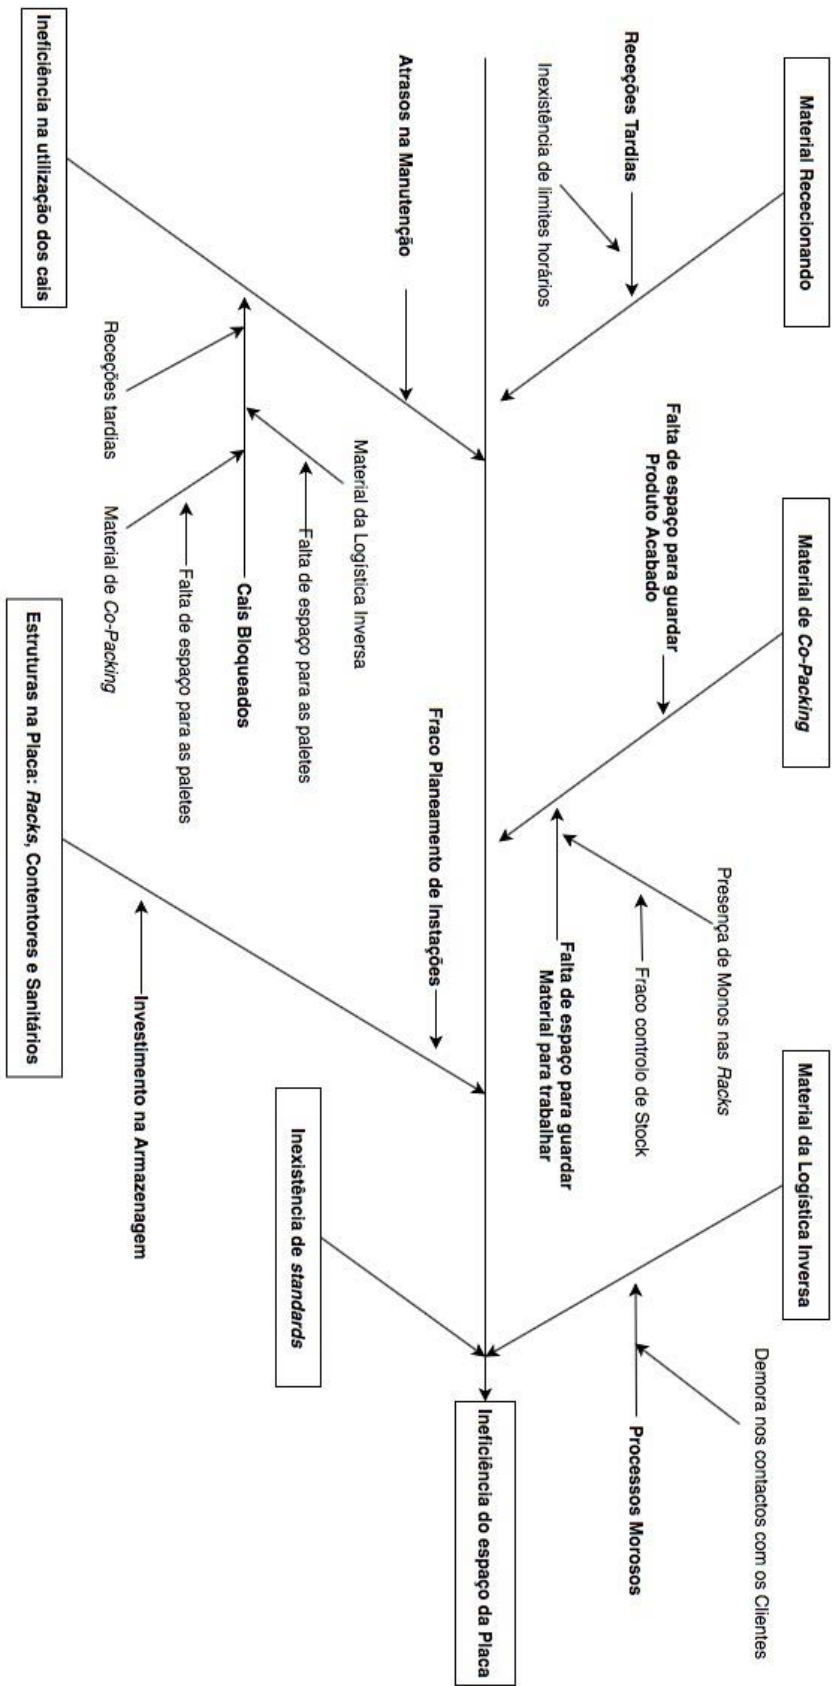 Material Rececionando
Material de Co-Packing
Material da Logística Inversa
Demora nos contactos com os Clientes
Presença de Monos nas Racks
Receções Tardias
Falta de espaço para guardar
Produto Acabado
Fraco controlo de Stock
Processos Morosos
Inexistência de limites horários
Falta de espaço para guardar
Material para trabalhar
Ineficiência do espaço da Placa
Atrasos na Manutenção
Fraco Planeamento de Instações
Material da Logística Inversa
Falta de espaço para as paletes
Inexistência de standards
Cais Bloqueados
Falta de espaço para as paletes
Investimento na Armazenagem
Receções tardias
Material de Co-Packing
Ineficiência na utilização dos cais
Estruturas na Placa: Racks, Contentores e Sanitários